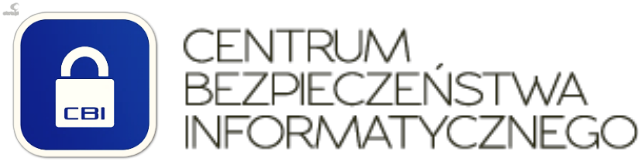 CBI
CENTRUM
BEZPIECZEŃSTWA
INFORMATYCZNEGO